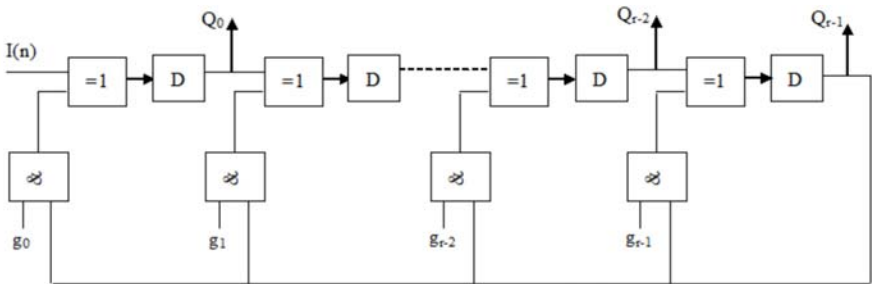 Q₀ Qᵣ₋₂ Qᵣ₋₁
I(n)
=1 D =1 D =1 D =1 D
& & & &
g₀ g₁ gᵣ₋₂ gᵣ₋₁